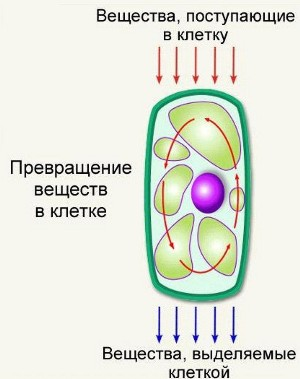 Вещества, поступающие
в клетку
Превращение
веществ
в клетке
Вещества, выделяемые
клеткой